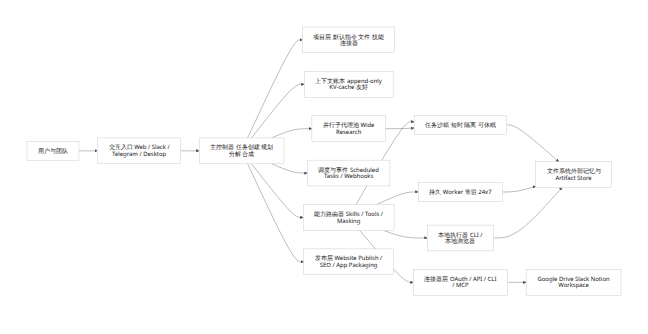 用户与团队
交互入口 Web / Slack /
Telegram / Desktop
主控制器 任务创建 规划
分解 合成
项目层 默认指令 文件 技能
连接器
上下文账本 append-only
KV-cache 友好
并行子代理池 Wide
Research
调度与事件 Scheduled
Tasks / Webhooks
能力路由器 Skills / Tools /
Masking
发布层 Website Publish /
SEO / App Packaging
任务沙箱 短时 隔离 可休眠
持久 Worker 常驻 24x7
本地执行器 CLI /
本地浏览器
连接器层 OAuth / API / CLI
/ MCP
文件系统外部记忆与
Artifact Store
Google Drive Slack Notion
Workspace